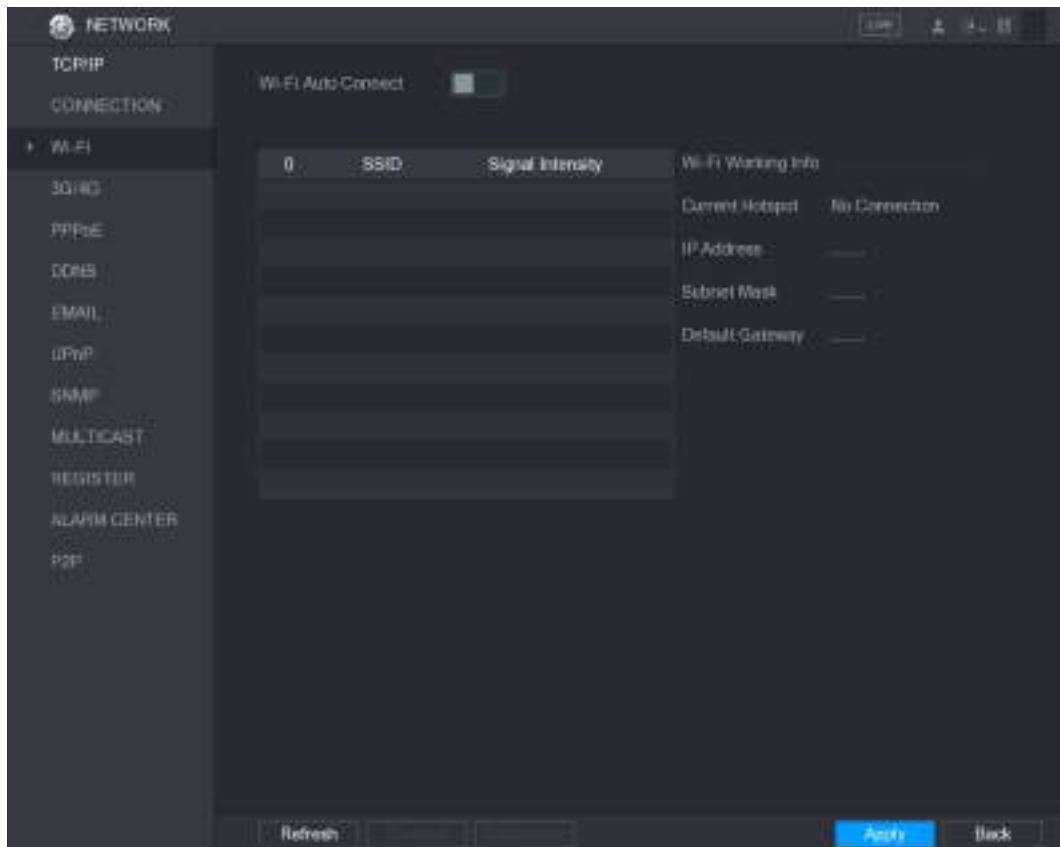 NETWORK
LIVE
TCP/IP
CONNECTION
WI-FI
3G/4G
PPPoE
DDNS
EMAIL
UPnP
SNMP
MULTICAST
REGISTER
ALARM CENTER
P2P
Wi-Fi Auto Connect
0 SSID Signal Intensity
Wi-Fi Working Info
Current Hotspot No Connection
IP Address
Subnet Mask
Default Gateway
Refresh
Apply Back